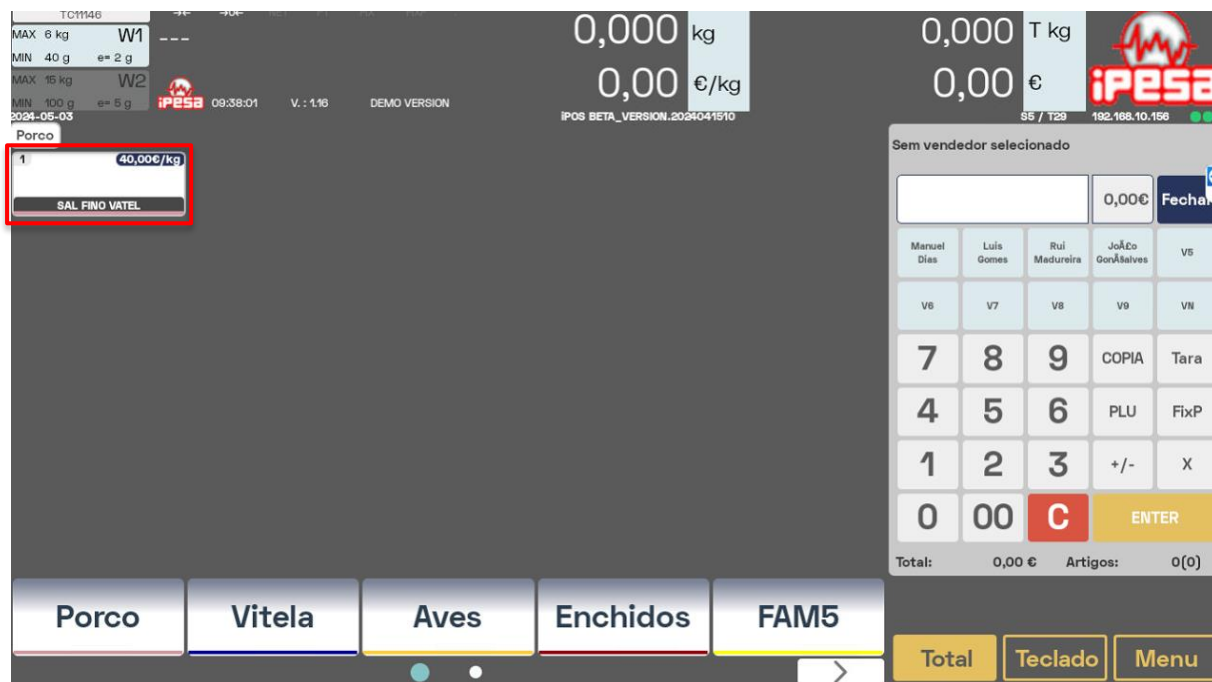 TC11146
MAX 6 kg W1
MIN 40 g e= 2 g
MAX 15 kg W2
MIN 100 g e= 5 g
---
iPesa 09:38:01 V. : 1.16 DEMO VERSION
0,000 kg
0,00 €/kg
0,000 T kg
0,00 €
iPesa
2024-05-03
iPOS BETA_VERSION.2024041510
S5 / T29 192.168.10.156
Porco
1 40,00€/kg
SAL FINO VATEL
Sem vendedor selecionado
0,00€ Fechar
Manuel Dias Luis Gomes Rui Madureira JoÃ£o GonÃ§alves V5
V6 V7 V8 V9 VN
7 8 9 COPIA Tara
4 5 6 PLU FixP
1 2 3 +/- X
0 00 C ENTER
Total: 0,00 € Artigos: 0(0)
Porco Vitela Aves Enchidos FAM5
>
Total Teclado Menu